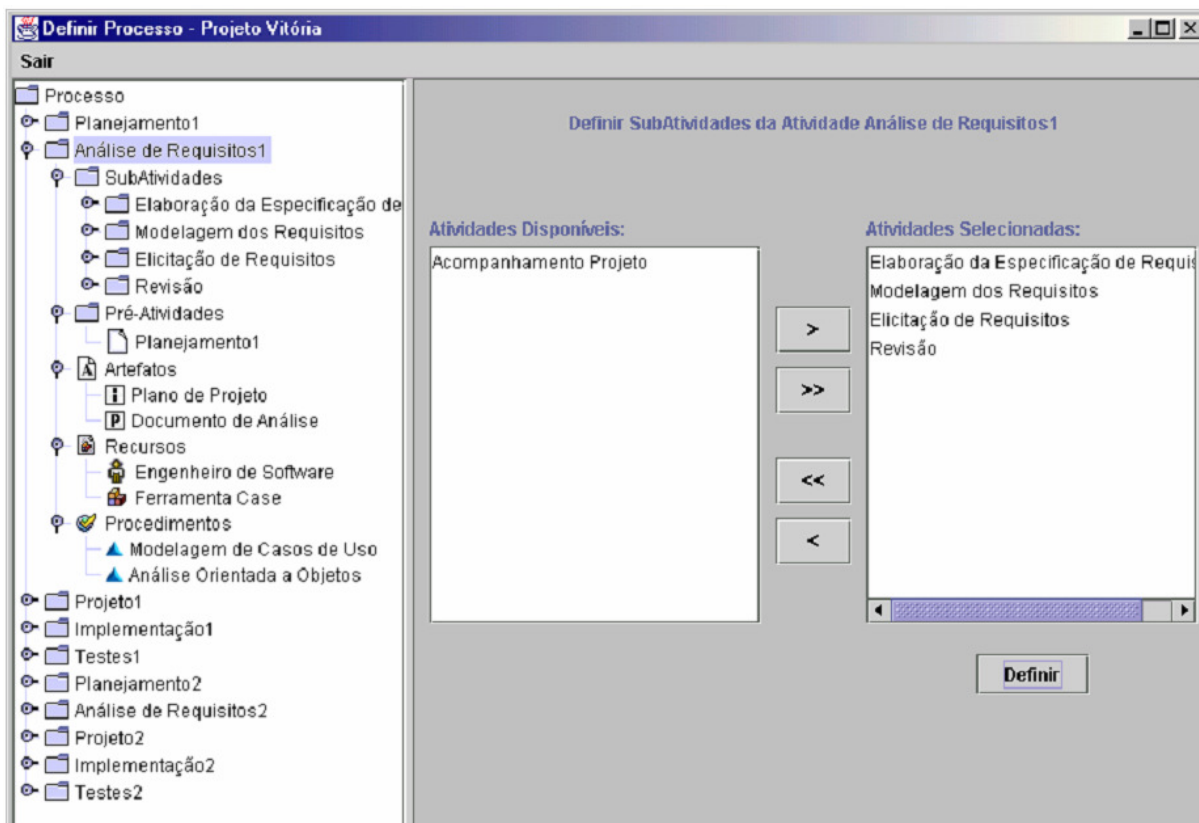 Definir Processo - Projeto Vitória
Sair
Processo
Planejamento1
Análise de Requisitos1
SubAtividades
Elaboração da Especificação de
Modelagem dos Requisitos
Elicitação de Requisitos
Revisão
Pré-Atividades
Planejamento1
A Artefatos
I Plano de Projeto
P Documento de Análise
Recursos
Engenheiro de Software
Ferramenta Case
Procedimentos
Modelagem de Casos de Uso
Análise Orientada a Objetos
Projeto1
Implementação1
Testes1
Planejamento2
Análise de Requisitos2
Projeto2
Implementação2
Testes2
Definir SubAtividades da Atividade Análise de Requisitos1
Atividades Disponíveis:
Acompanhamento Projeto
>
>>
<<
<
Atividades Selecionadas:
Elaboração da Especificação de Requis
Modelagem dos Requisitos
Elicitação de Requisitos
Revisão
Definir